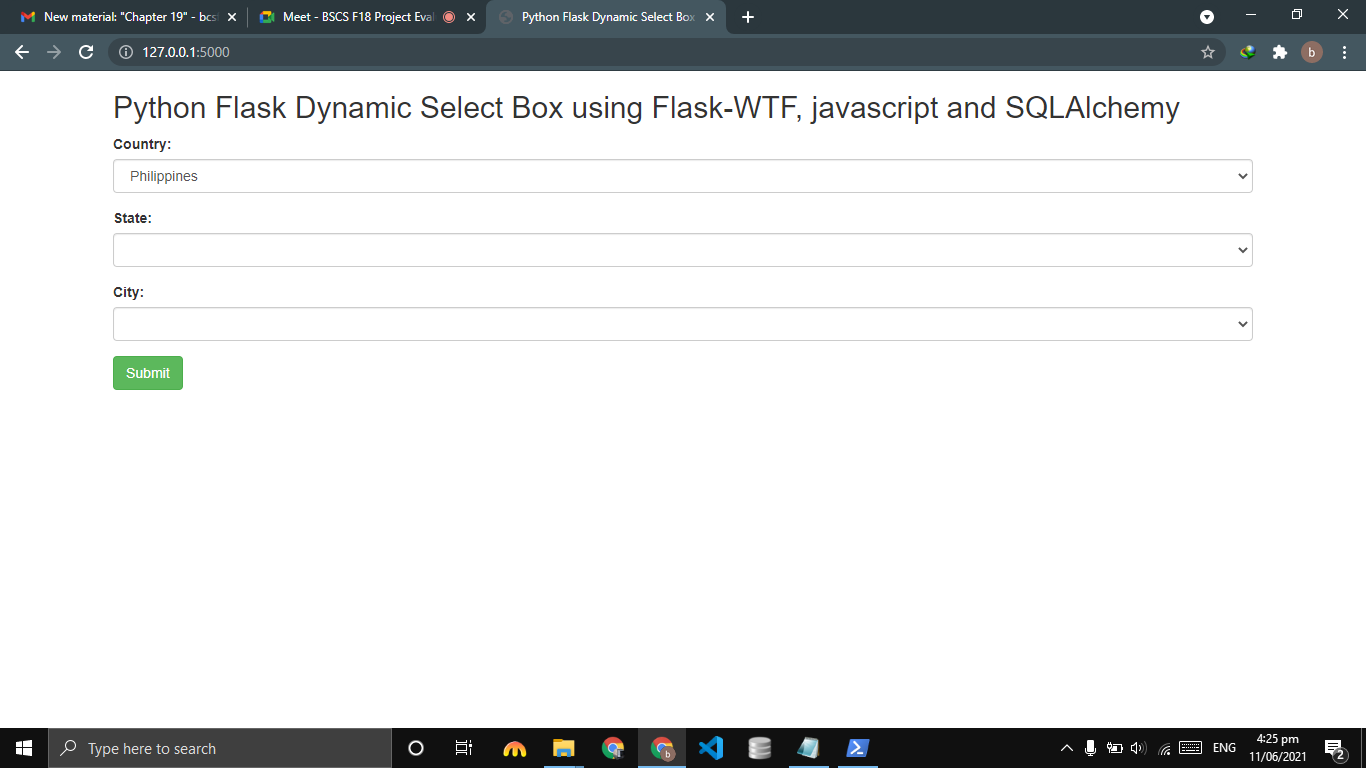 New material: "Chapter 19" - bcsf
Meet - BSCS F18 Project Eval
Python Flask Dynamic Select Box
127.0.0.1:5000
b
Python Flask Dynamic Select Box using Flask-WTF, javascript and SQLAlchemy
Country:
Philippines
State:
City:
Submit
Type here to search
b
ENG
4:25 pm
11/06/2021
2